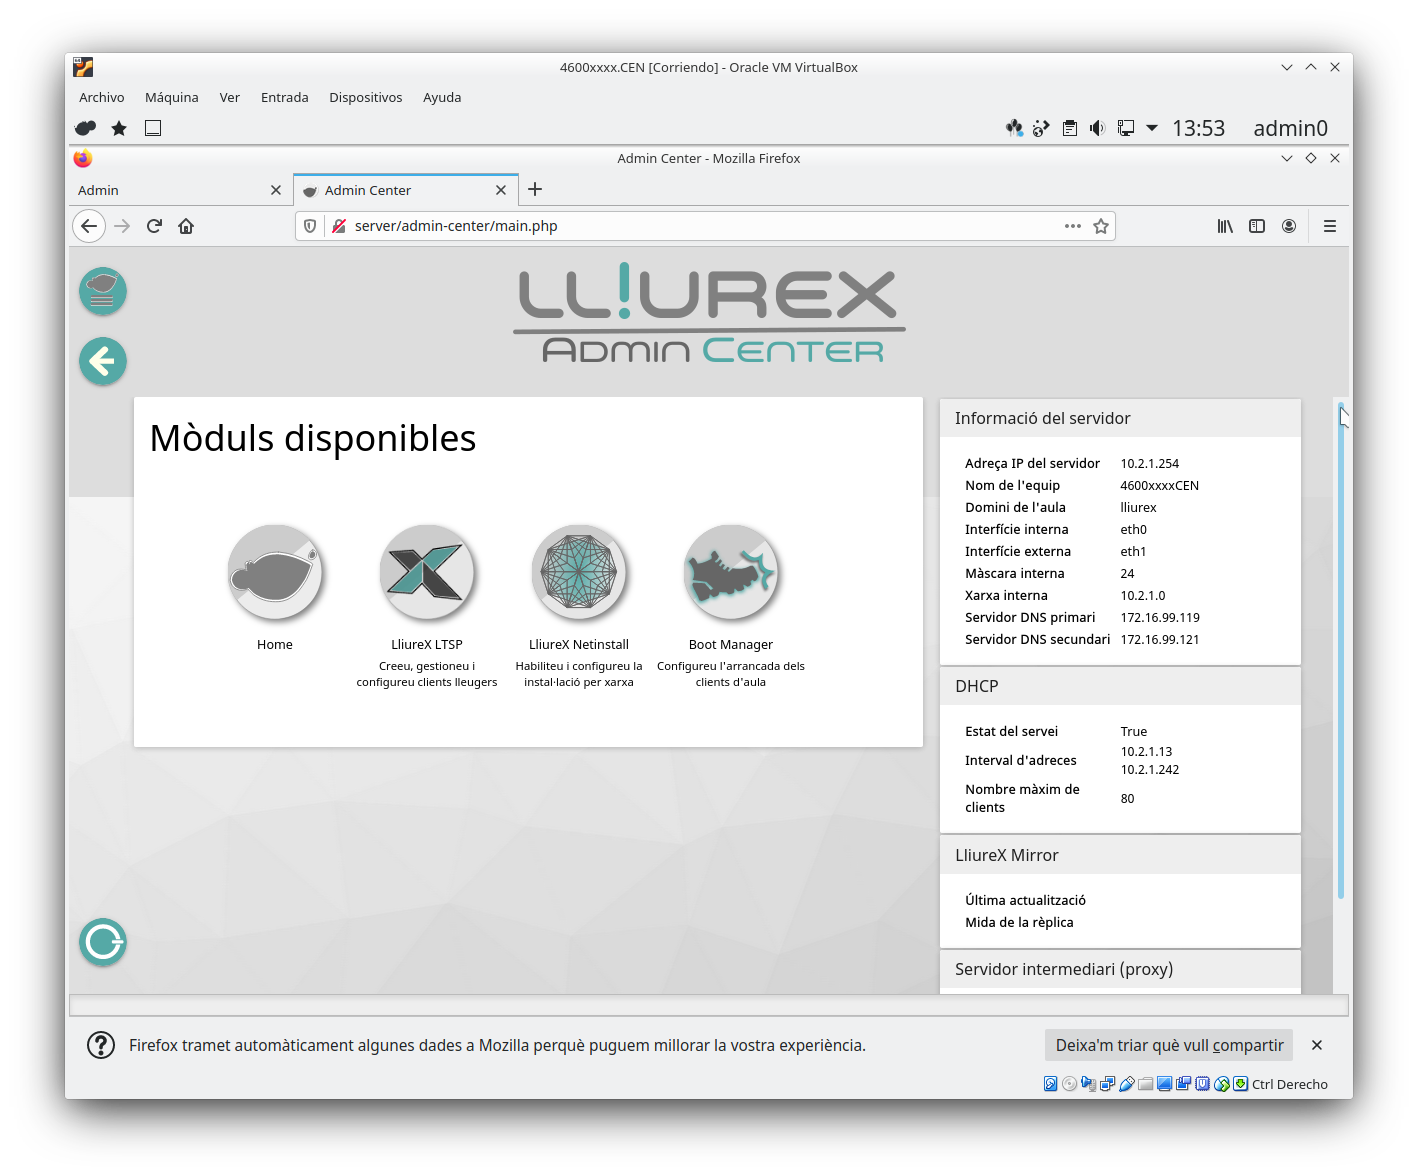 4600xxxx.CEN [Corriendo] - Oracle VM VirtualBox
Archivo Máquina Ver Entrada Dispositivos Ayuda
13:53 admin0
Admin Center - Mozilla Firefox
Admin
Admin Center
server/admin-center/main.php
LL!UREX
Admin Center
Mòduls disponibles
Home
LliureX LTSP
Creeu, gestioneu i
configureu clients lleugers
LliureX Netinstall
Habiliteu i configureu la
instal·lació per xarxa
Boot Manager
Configureu l'arrancada dels
clients d'aula
Informació del servidor
Adreça IP del servidor 10.2.1.254
Nom de l'equip 4600xxxxCEN
Domini de l'aula lliurex
Interfície interna eth0
Interfície externa eth1
Màscara interna 24
Xarxa interna 10.2.1.0
Servidor DNS primari 172.16.99.119
Servidor DNS secundari 172.16.99.121
DHCP
Estat del servei True
Interval d'adreces 10.2.1.13
10.2.1.242
Nombre màxim de
clients 80
LliureX Mirror
Última actualització
Mida de la rèplica
Servidor intermediari (proxy)
Firefox tramet automàticament algunes dades a Mozilla perquè puguem millorar la vostra experiència.
Deixa'm triar què vull compartir
Ctrl Derecho